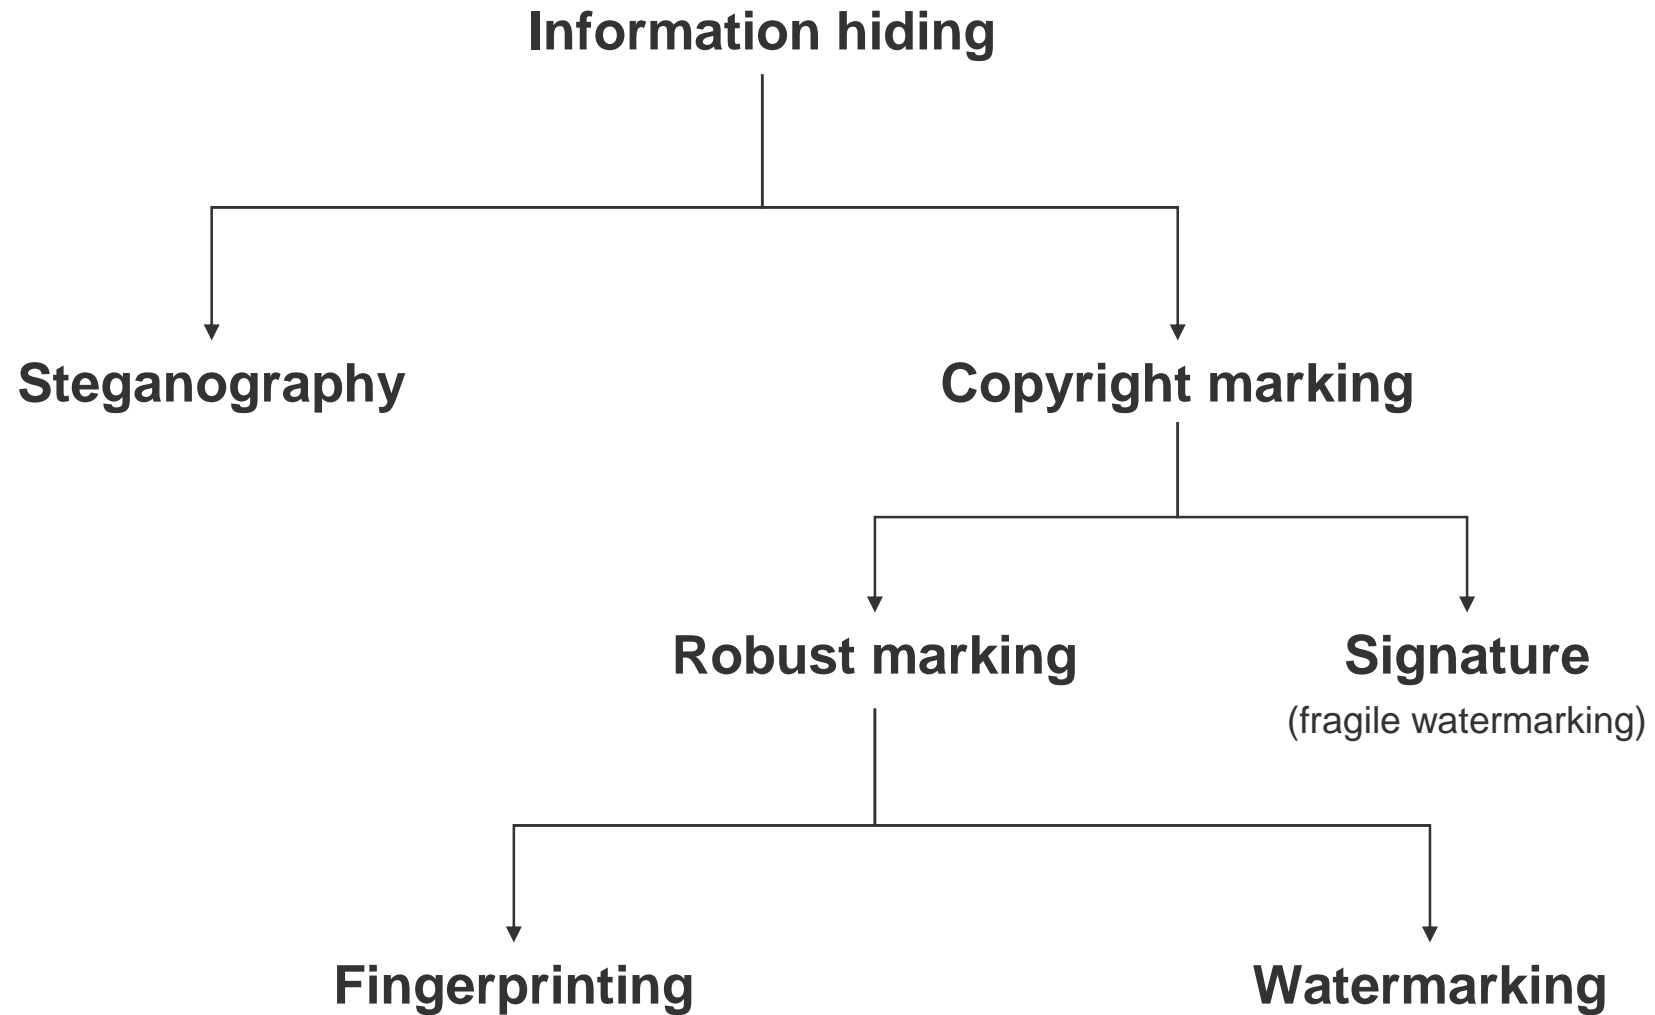 Information hiding
Steganography
Copyright marking
Robust marking
Signature
(fragile watermarking)
Fingerprinting
Watermarking